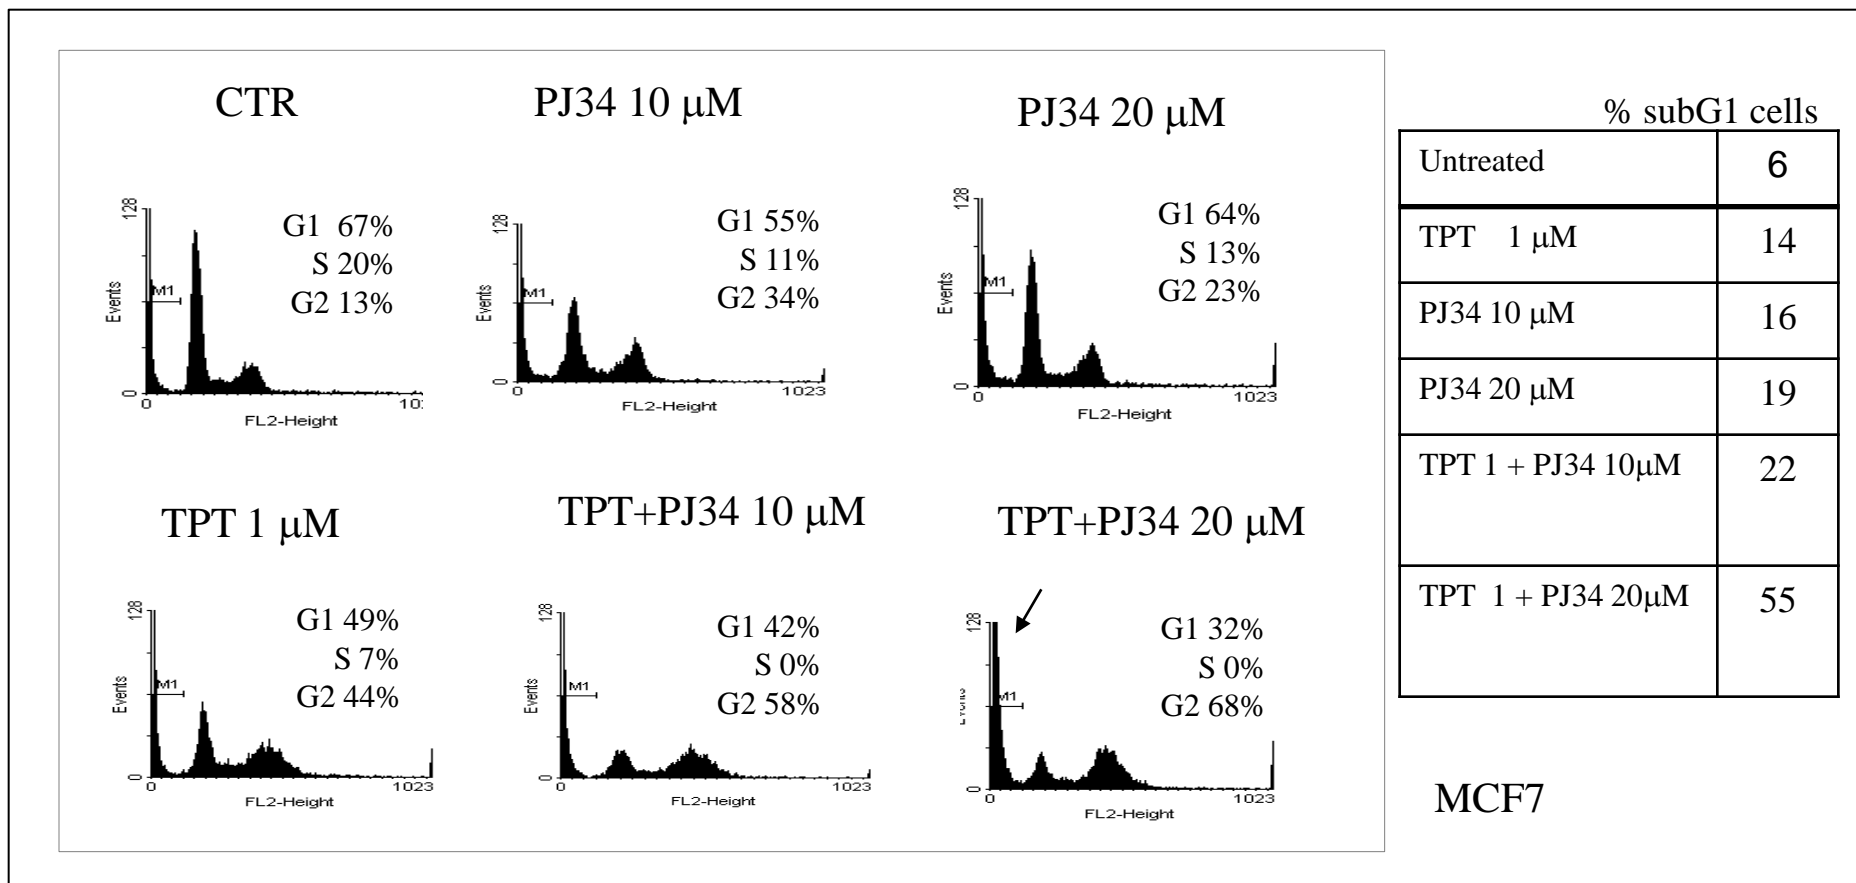 CTR
128
Events
M1
0
0
10:
FL2-Height
G1 67%
S 20%
G2 13%
PJ34 10 μM
128
Events
M1
0
0
1023
FL2-Height
G1 55%
S 11%
G2 34%
PJ34 20 μM
128
Events
M1
0
0
1023
FL2-Height
G1 64%
S 13%
G2 23%
TPT 1 μM
128
Events
M1
0
0
1023
FL2-Height
G1 49%
S 7%
G2 44%
TPT+PJ34 10 μM
128
Events
M1
0
0
1023
FL2-Height
G1 42%
S 0%
G2 58%
TPT+PJ34 20 μM
128
Events
M1
0
0
1023
FL2-Height
G1 32%
S 0%
G2 68%
% subG1 cells
Untreated 6
TPT 1 μM 14
PJ34 10 μM 16
PJ34 20 μM 19
TPT 1 + PJ34 10μM 22
TPT 1 + PJ34 20μM 55
MCF7